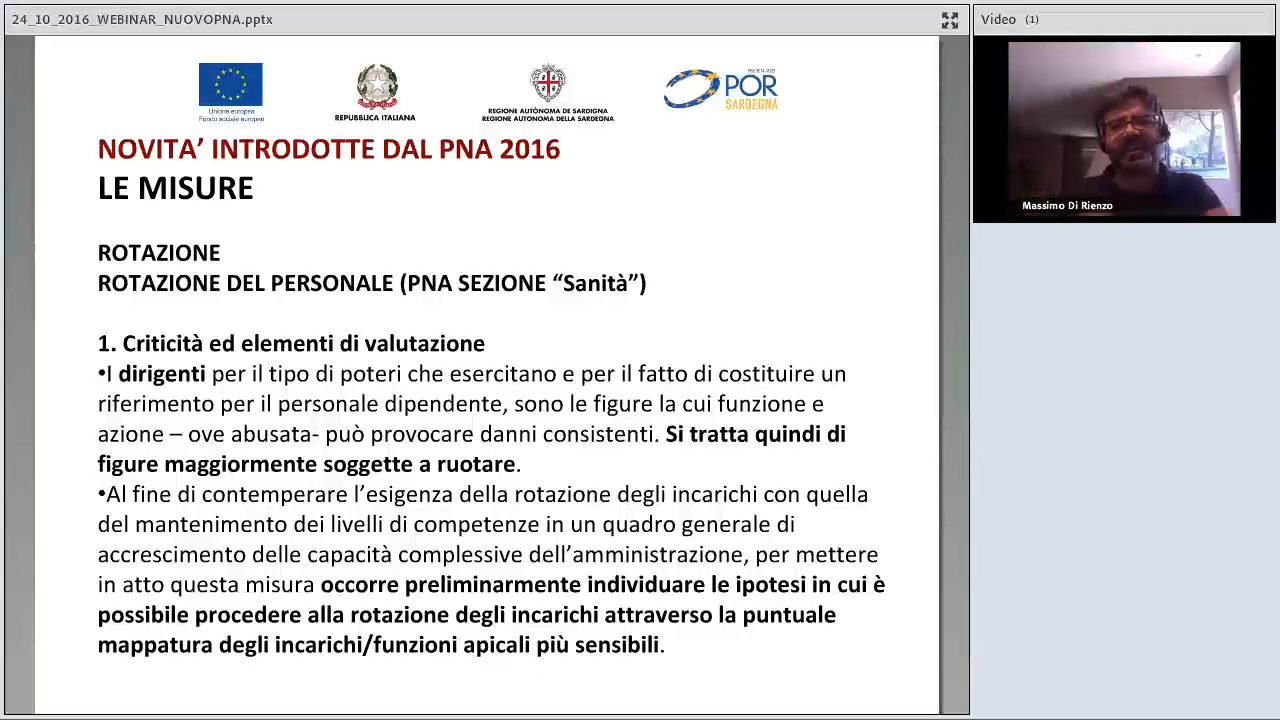 24_10_2016_WEBINAR_NUOVOPNA.pptx
Video (1)
Unione europea
Fondo sociale europeo
REPUBBLICA ITALIANA
REGIONE AUTÒNOMA DE SARDIGNA
REGIONE AUTONOMA DELLA SARDEGNA
POR
SARDEGNA
Massimo Di Rienzo
NOVITA’ INTRODOTTE DAL PNA 2016
LE MISURE
ROTAZIONE
ROTAZIONE DEL PERSONALE (PNA SEZIONE “Sanità”)
1. Criticità ed elementi di valutazione
•I dirigenti per il tipo di poteri che esercitano e per il fatto di costituire un
riferimento per il personale dipendente, sono le figure la cui funzione e
azione – ove abusata- può provocare danni consistenti. Si tratta quindi di
figure maggiormente soggette a ruotare.
•Al fine di contemperare l’esigenza della rotazione degli incarichi con quella
del mantenimento dei livelli di competenze in un quadro generale di
accrescimento delle capacità complessive dell’amministrazione, per mettere
in atto questa misura occorre preliminarmente individuare le ipotesi in cui è
possibile procedere alla rotazione degli incarichi attraverso la puntuale
mappatura degli incarichi/funzioni apicali più sensibili.